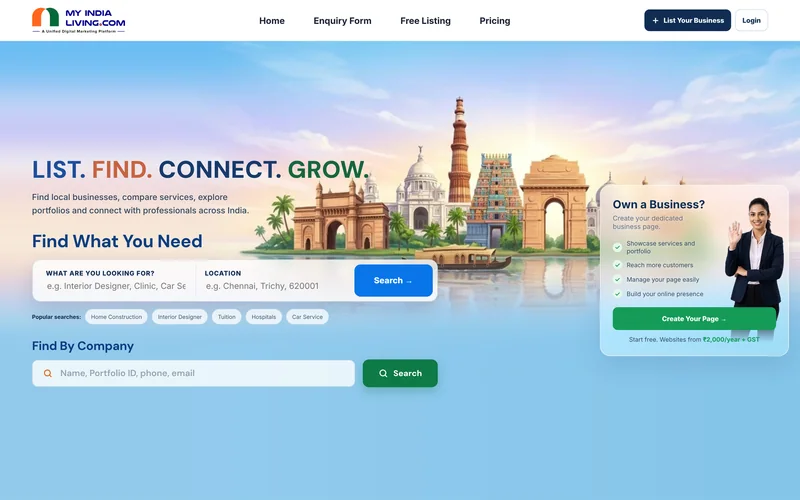 MY INDIA
LIVING.COM
A Unified Digital Marketing Platform
Home
Enquiry Form
Free Listing
Pricing
+ List Your Business
Login
LIST. FIND. CONNECT. GROW.
Find local businesses, compare services, explore
portfolios and connect with professionals across India.
Find What You Need
WHAT ARE YOU LOOKING FOR?
e.g. Interior Designer, Clinic, Car Se
LOCATION
e.g. Chennai, Trichy, 620001
Search →
Popular searches:
Home Construction
Interior Designer
Tuition
Hospitals
Car Service
Find By Company
Name, Portfolio ID, phone, email
Search
Own a Business?
Create your dedicated
business page.
Showcase services and
portfolio
Reach more customers
Manage your page easily
Build your online presence
Create Your Page →
Start free. Websites from ₹2,000/year + GST